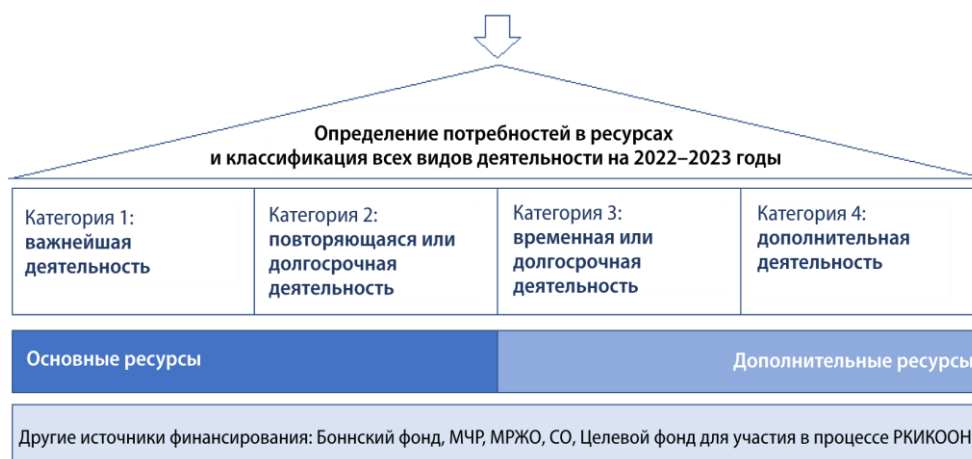 Определение потребностей в ресурсах
и классификация всех видов деятельности на 2022–2023 годы
Категория 1:
важнейшая
деятельность
Категория 2:
повторяющаяся или
долгосрочная
деятельность
Категория 3:
временная или
долгосрочная
деятельность
Категория 4:
дополнительная
деятельность
Основные ресурсы
Дополнительные ресурсы
Другие источники финансирования: Боннский фонд, МЧР, МРЖО, СО, Целевой фонд для участия в процессе РКИКООН